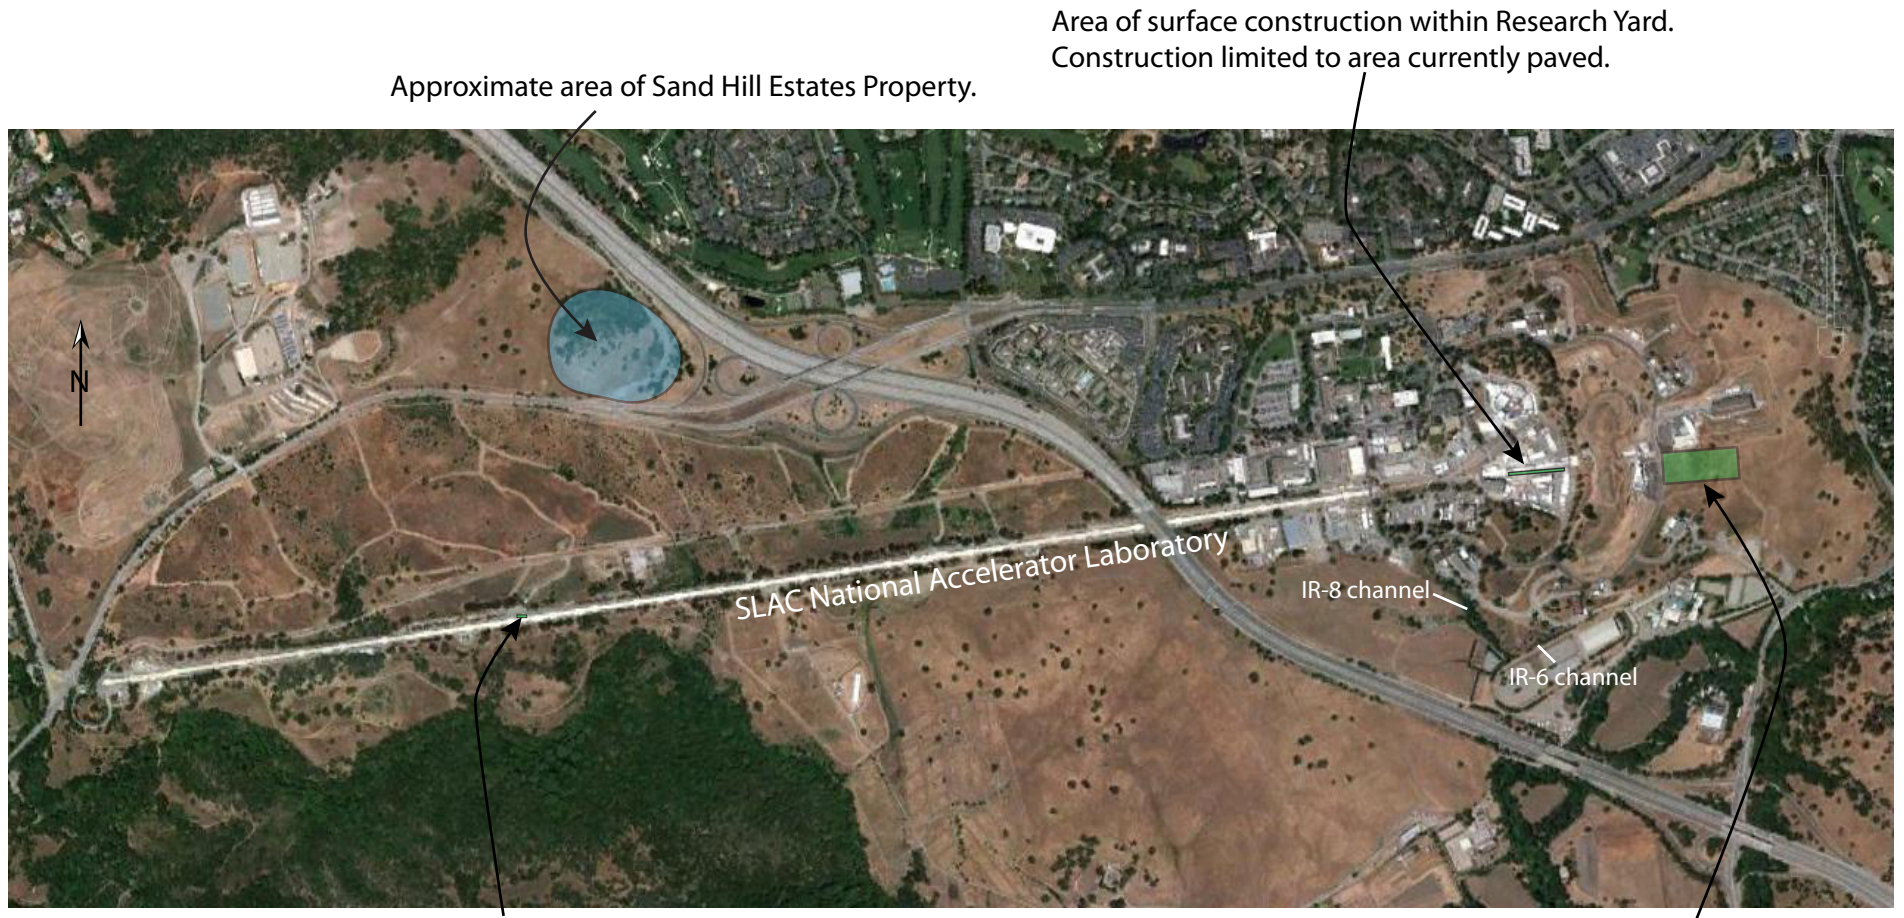 Area of surface construction within Research Yard.
Construction limited to area currently paved.
Approximate area of Sand Hill Estates Property.
N
SLAC National Accelerator Laboratory
IR-8 channel
IR-6 channel